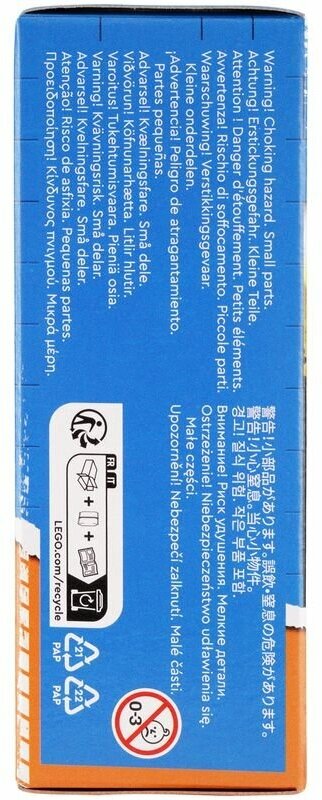 Warning! Choking hazard. Small parts.
Achtung! Erstickungsgefahr. Kleine Teile.
Attention ! Danger d'étouffement. Petits éléments.
Avvertenza! Rischio di soffocamento. Piccole parti.
Waarschuwing! Verstikkingsgevaar.
Kleine onderdelen.
¡Advertencia! Peligro de atragantamiento.
Partes pequeñas.
Advarsel! Kvælningsfare. Små dele.
Viðvörun! Köfnunarhætta. Litlir hlutir.
Varoitus! Tukehtumisvaara. Pieniä osia.
Varning! Kvävningsrisk. Små delar.
Advarsel! Kvelningsfare. Små deler.
Atenção! Risco de asfixia. Pequenas partes.
Προειδοποίηση! Κίνδυνος πνιγμού. Μικρά μέρη.
警告!小部品があります。誤飲・窒息の危険があります。
警告!小心窒息。当心小物件。
경고! 질식 위험. 작은 부품 포함.
Внимание! Риск удушения. Мелкие детали.
Ostrzeżenie! Niebezpieczeństwo udławienia się.
Małe części.
Upozornění! Nebezpečí zalknutí. Malé části.
FR IT
+ +
LEGO.com/recycle
21
PAP
22
PAP
0-3